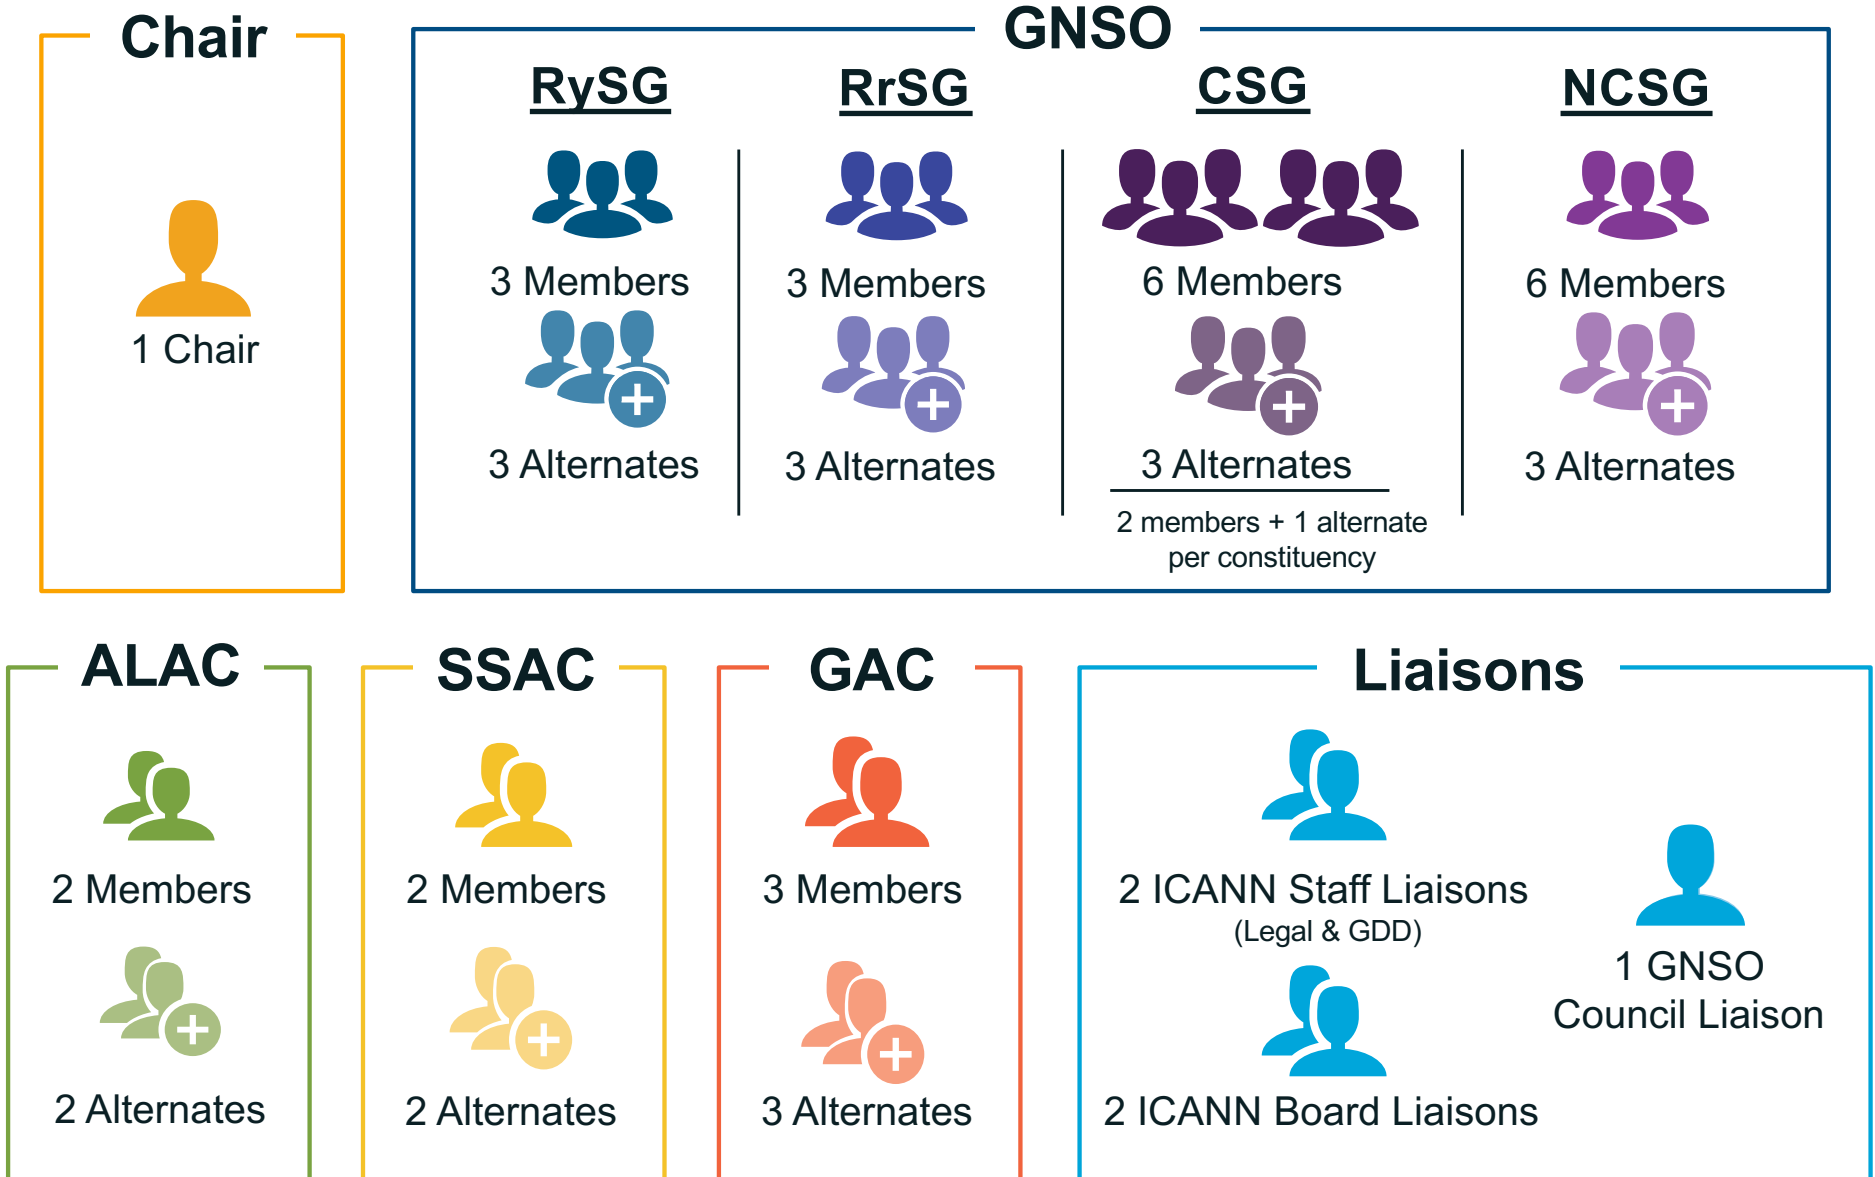 Chair
1 Chair
GNSO
RySG
3 Members
3 Alternates
RrSG
3 Members
3 Alternates
CSG
6 Members
3 Alternates
2 members + 1 alternate
per constituency
NCSG
6 Members
3 Alternates
ALAC
2 Members
2 Alternates
SSAC
2 Members
2 Alternates
GAC
3 Members
3 Alternates
Liaisons
2 ICANN Staff Liaisons
(Legal & GDD)
2 ICANN Board Liaisons
1 GNSO
Council Liaison